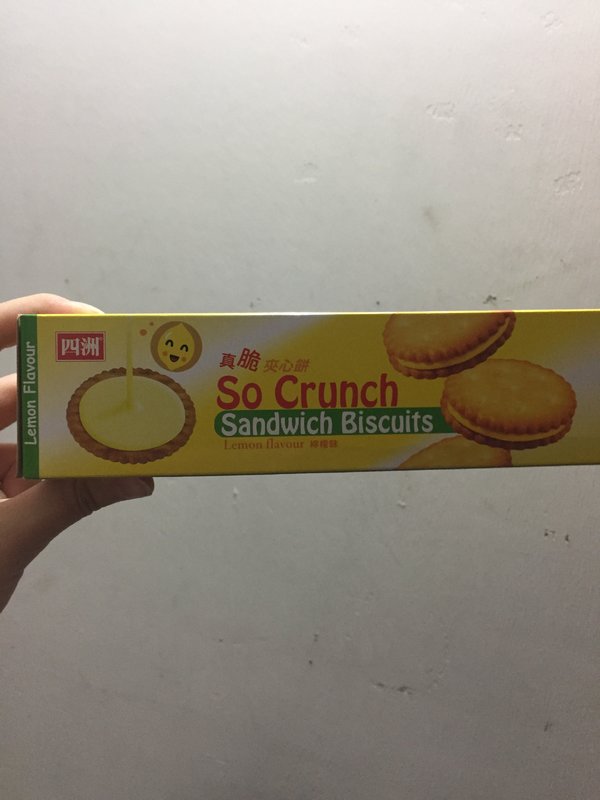 Lemon Flavour
四洲
真脆 夾心餅
So Crunch
Sandwich Biscuits
Lemon flavour 檸檬味